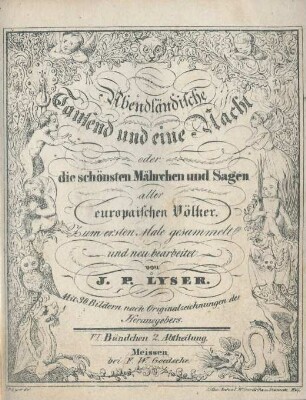 Abendländische
Tausend und eine Nacht
oder
die schönsten Mährchen und Sagen
aller
europäischen Völker.
Zum ersten Male gesammelt
und neu bearbeitet
von
J. P. LYSER.
Mit 30 Bildern nach Originalzeichnungen des
Herausgebers.
VI. Bändchen 2. Abtheilung.
Meissen
bei F. W. Goedsche.